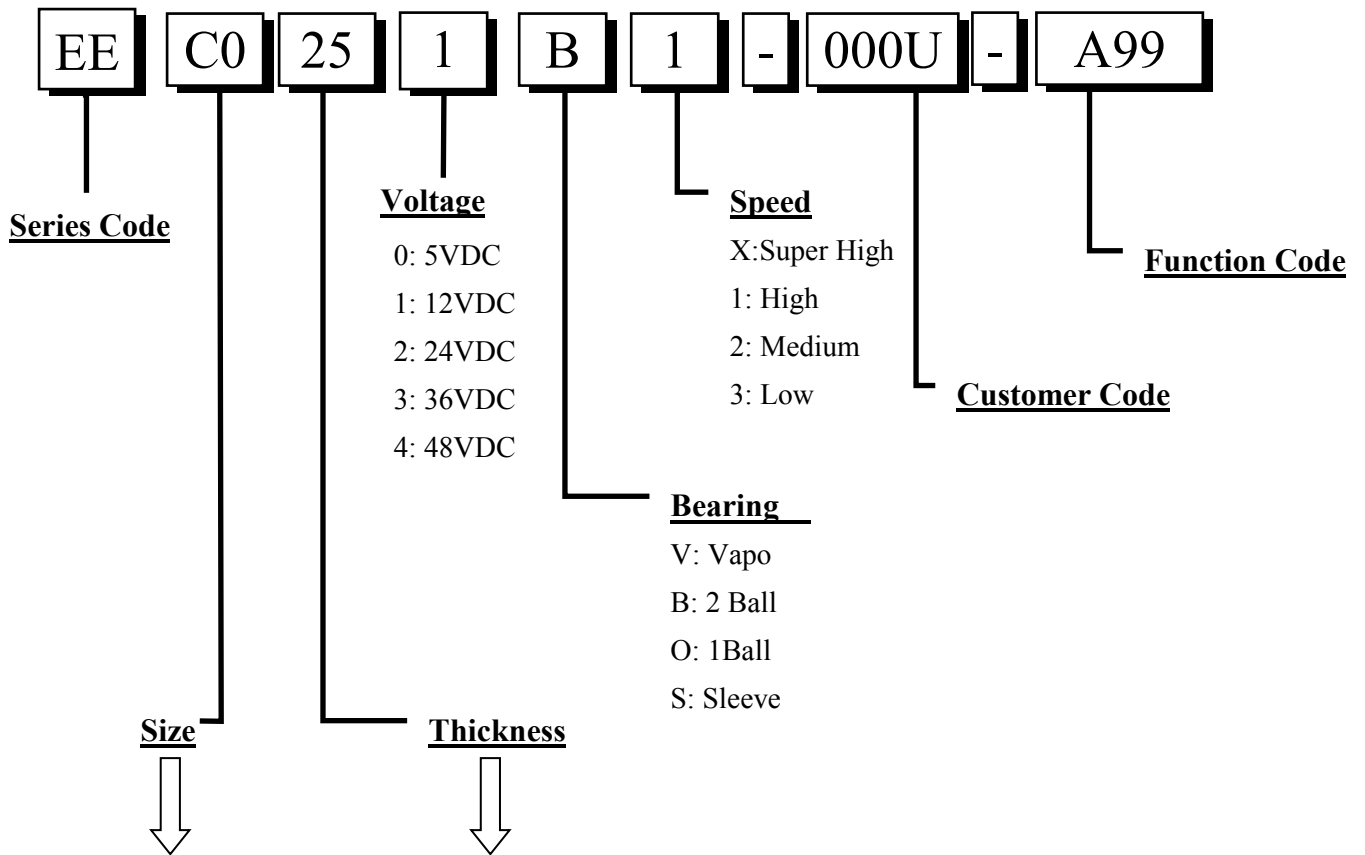 EE C0 25 1 B 1 - 000U - A99
Series Code
Voltage
0: 5VDC
1: 12VDC
2: 24VDC
3: 36VDC
4: 48VDC
Speed
X:Super High
1: High
2: Medium
3: Low
Function Code
Customer Code
Bearing
V: Vapo
B: 2 Ball
O: 1Ball
S: Sleeve
Size
Thickness